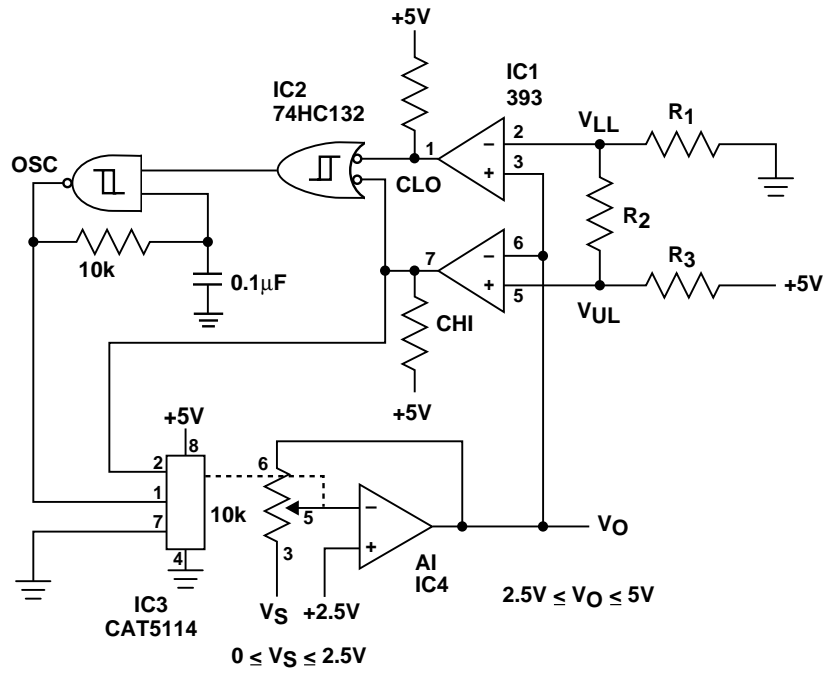 +5V
IC1
393
IC2
74HC132
OSC
1
CLO
2
3
VLL
R1
R2
10k
0.1µF
7
6
5
VUL
R3
+5V
CHI
+5V
+5V
8
2
1
7
4
10k
6
5
3
VS
+2.5V
AI
IC4
VO
IC3
CAT5114
2.5V ≤ VO ≤ 5V
0 ≤ VS ≤ 2.5V
−
+
−
+
−
+